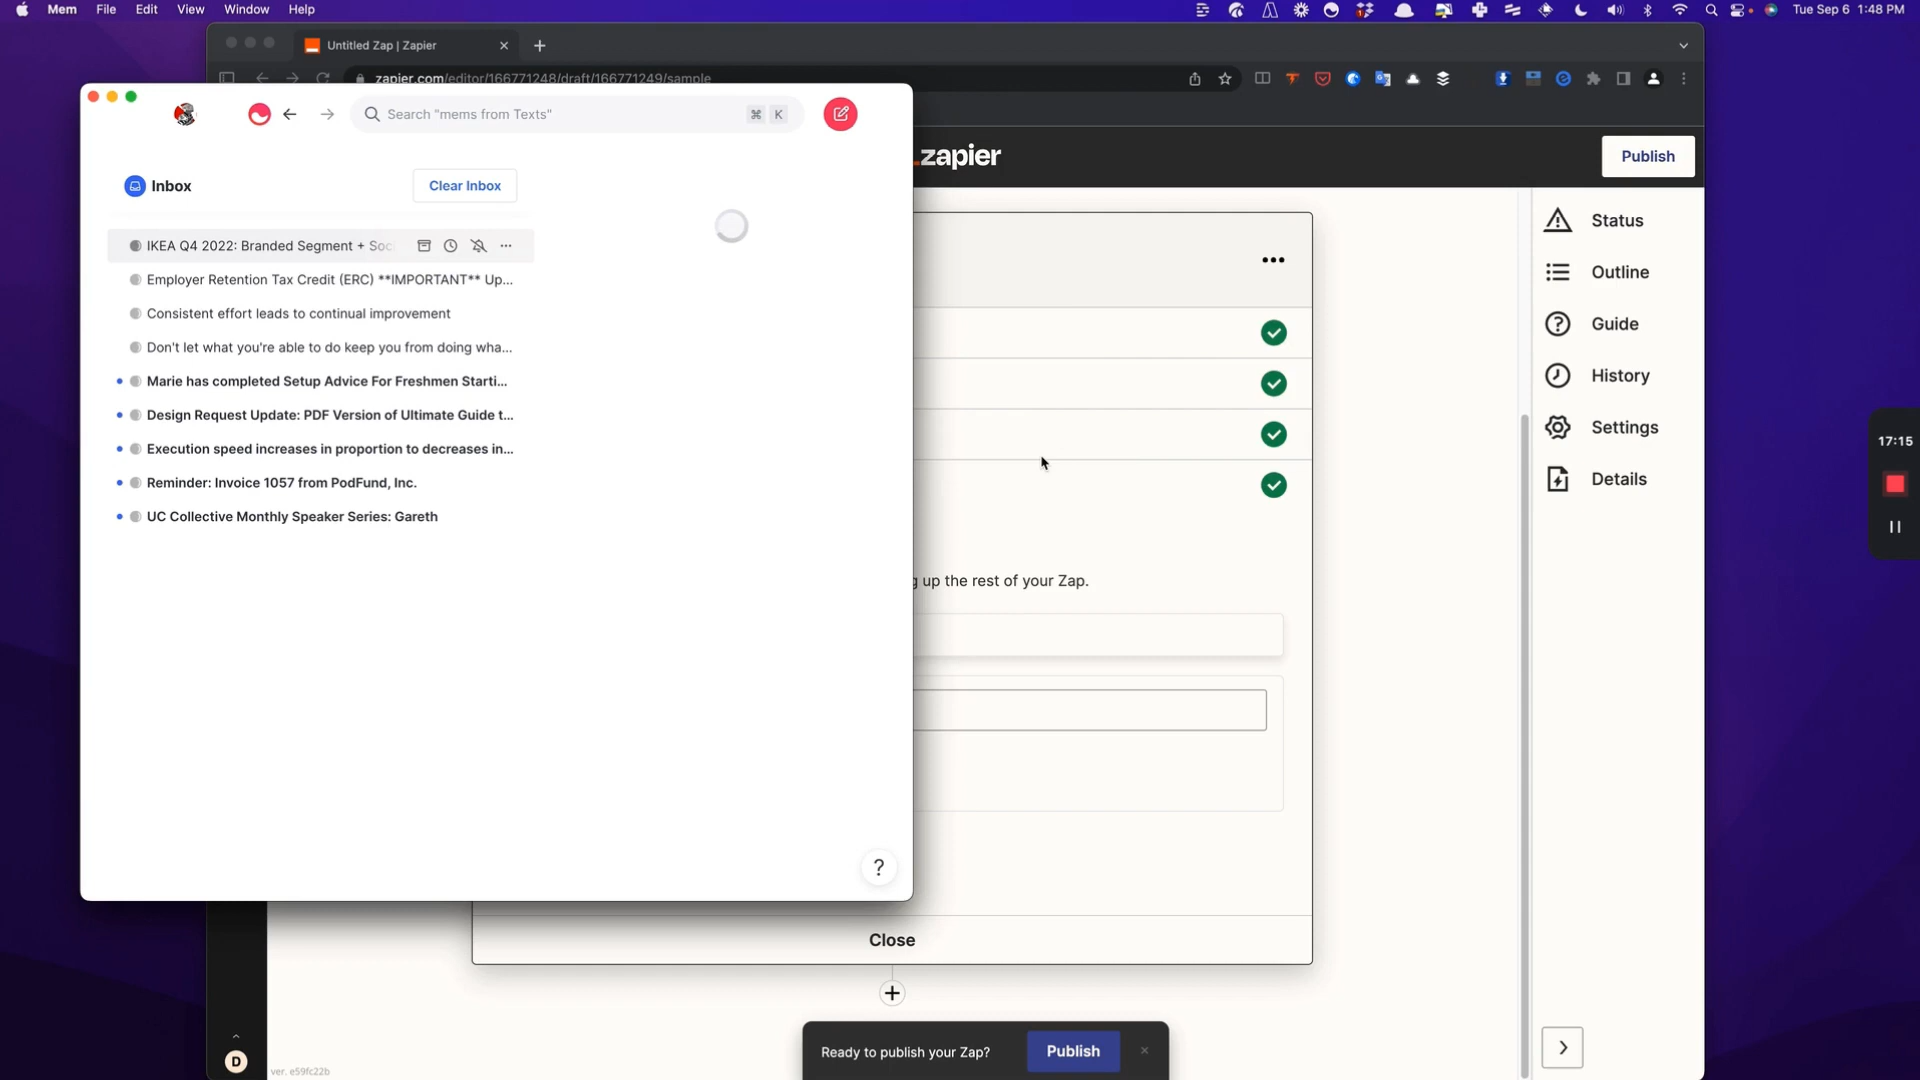 Mem File Edit View Window Help
Tue Sep 6 1:48 PM
Untitled Zap | Zapier
zapier.com/editor/166771248/draft/166771249/sample
Search "mems from Texts"
⌘ K
zapier
Publish
Inbox
Clear Inbox
IKEA Q4 2022: Branded Segment + Soc
Employer Retention Tax Credit (ERC) **IMPORTANT** Up...
Consistent effort leads to continual improvement
Don't let what you're able to do keep you from doing wha...
Marie has completed Setup Advice For Freshmen Starti...
Design Request Update: PDF Version of Ultimate Guide t...
Execution speed increases in proportion to decreases in...
Reminder: Invoice 1057 from PodFund, Inc.
UC Collective Monthly Speaker Series: Gareth
?
Status
Outline
Guide
History
Settings
Details
17:15
g up the rest of your Zap.
Close
Ready to publish your Zap?
Publish
D
ver. e59fc22b